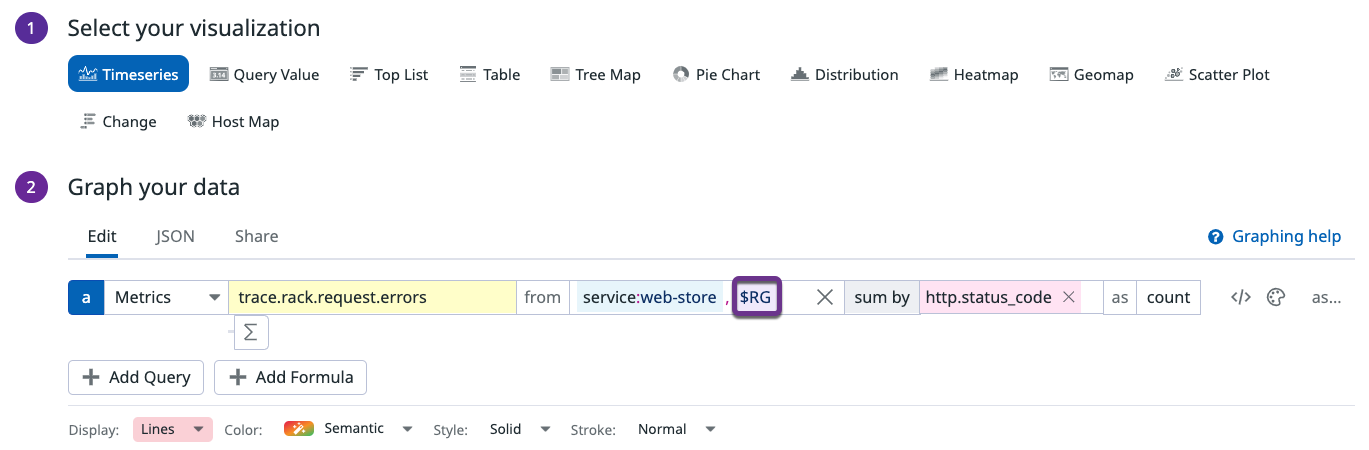 1 Select your visualization
Timeseries Query Value Top List Table Tree Map Pie Chart Distribution Heatmap Geomap Scatter Plot
Change Host Map
2 Graph your data
Edit JSON Share Graphing help
a Metrics trace.rack.request.errors from service:web-store , $RG sum by http.status_code as count </> as...
Σ
Add Query Add Formula
Display: Lines Color: Semantic Style: Solid Stroke: Normal